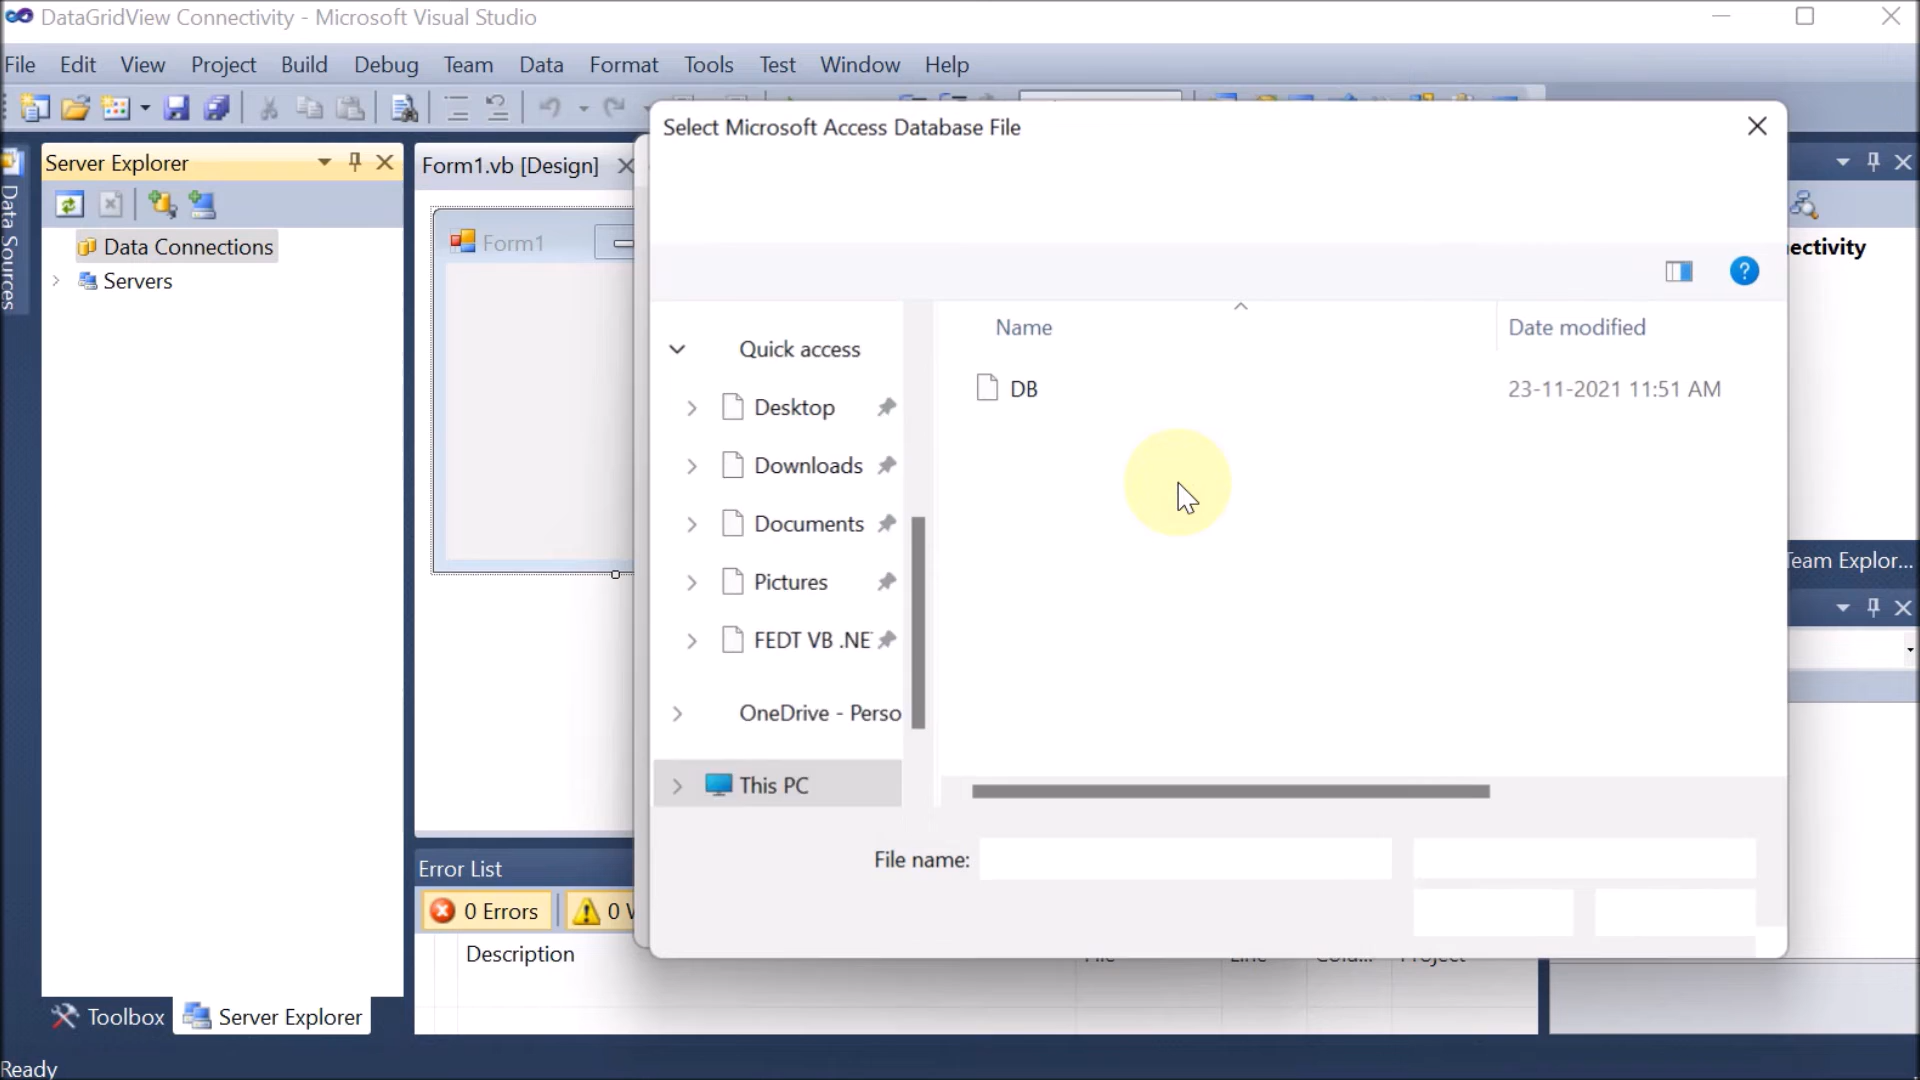 DataGridView Connectivity - Microsoft Visual Studio
File Edit View Project Build Debug Team Data Format Tools Test Window Help
Select Microsoft Access Database File
Server Explorer
Form1.vb [Design]
Data Sources
Data Connections
Servers
Form1
ectivity
Name
Date modified
Quick access
DB
23-11-2021 11:51 AM
Desktop
Downloads
Documents
Pictures
FEDT VB .NE
OneDrive - Perso
This PC
Team Explor...
File name:
Error List
0 Errors
0
Description
Toolbox
Server Explorer
Ready